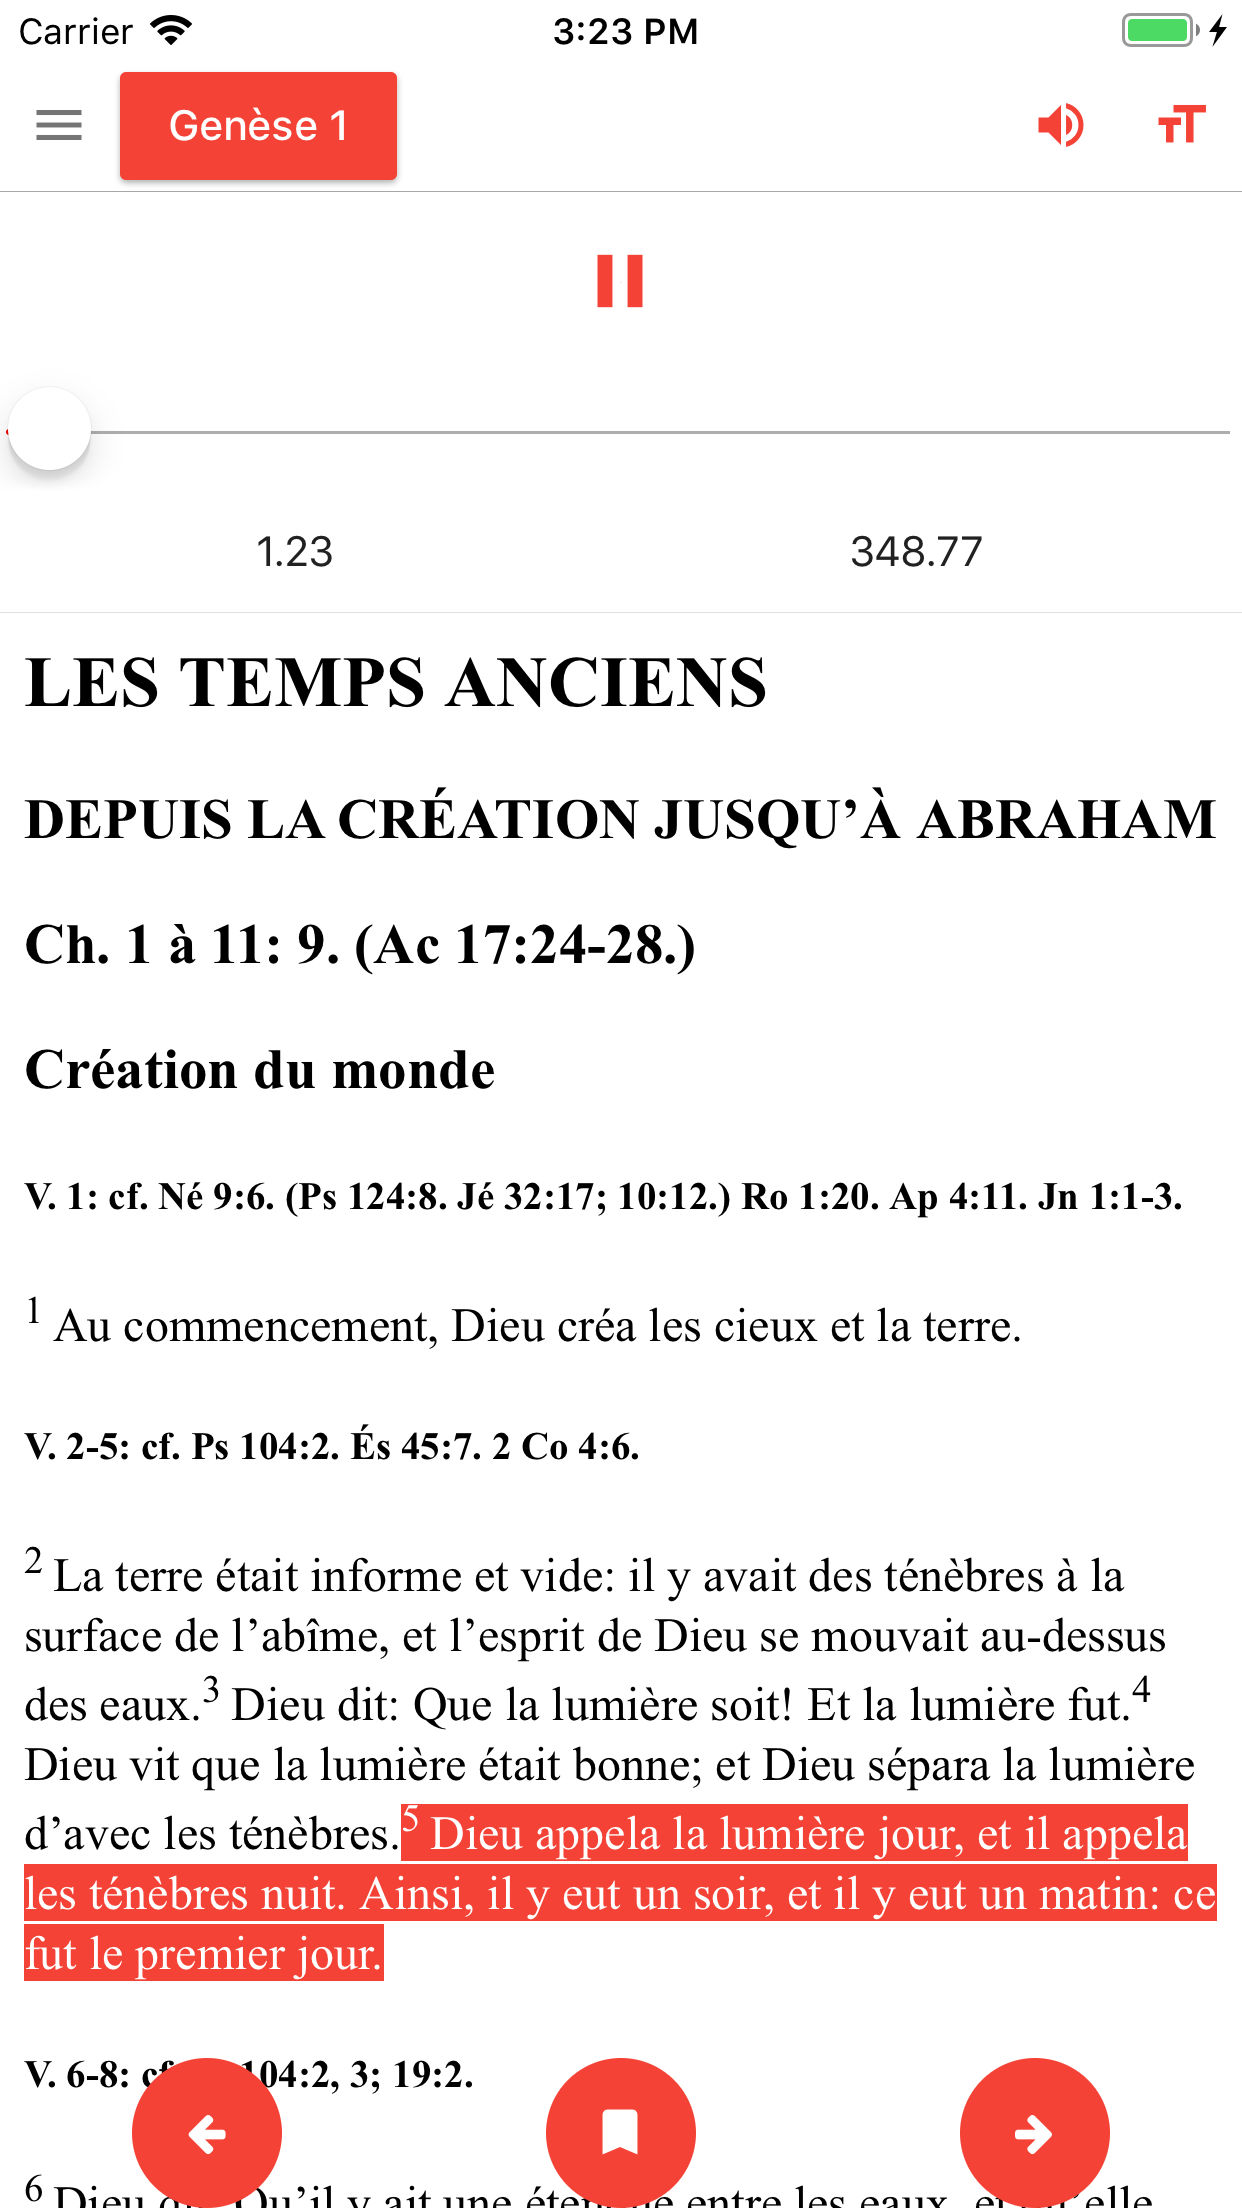 Carrier 3:23 PM
Genèse 1
1.23 348.77
LES TEMPS ANCIENS
DEPUIS LA CRÉATION JUSQU’À ABRAHAM
Ch. 1 à 11: 9. (Ac 17:24-28.)
Création du monde
V. 1: cf. Né 9:6. (Ps 124:8. Jé 32:17; 10:12.) Ro 1:20. Ap 4:11. Jn 1:1-3.
1 Au commencement, Dieu créa les cieux et la terre.
V. 2-5: cf. Ps 104:2. És 45:7. 2 Co 4:6.
2 La terre était informe et vide: il y avait des ténèbres à la
surface de l’abîme, et l’esprit de Dieu se mouvait au-dessus
des eaux.3 Dieu dit: Que la lumière soit! Et la lumière fut.4
Dieu vit que la lumière était bonne; et Dieu sépara la lumière
d’avec les ténèbres.5 Dieu appela la lumière jour, et il appela
les ténèbres nuit. Ainsi, il y eut un soir, et il y eut un matin: ce
fut le premier jour.
V. 6-8: 104:2, 3; 19:2.
6 Dieu Qu’il y ait une entre les eaux,